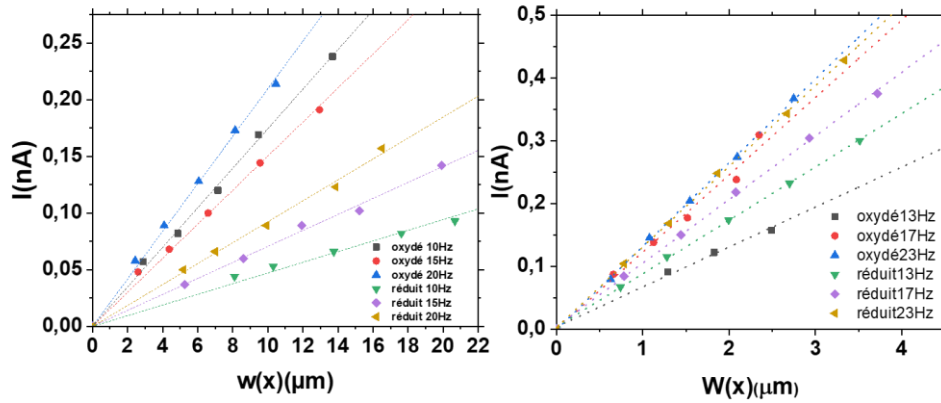 I(nA)
0,25
0,20
0,15
0,10
0,05
0,00
oxydé 10Hz
oxydé 15Hz
oxydé 20Hz
réduit 10Hz
réduit 15Hz
réduit 20Hz
0 2 4 6 8 10 12 14 16 18 20 22
w(x)(µm)
I(nA)
0,5
0,4
0,3
0,2
0,1
0,0
oxydé13Hz
oxydé17Hz
oxydé23Hz
réduit13Hz
réduit17Hz
réduit23Hz
0 1 2 3 4
W(x)(µm)